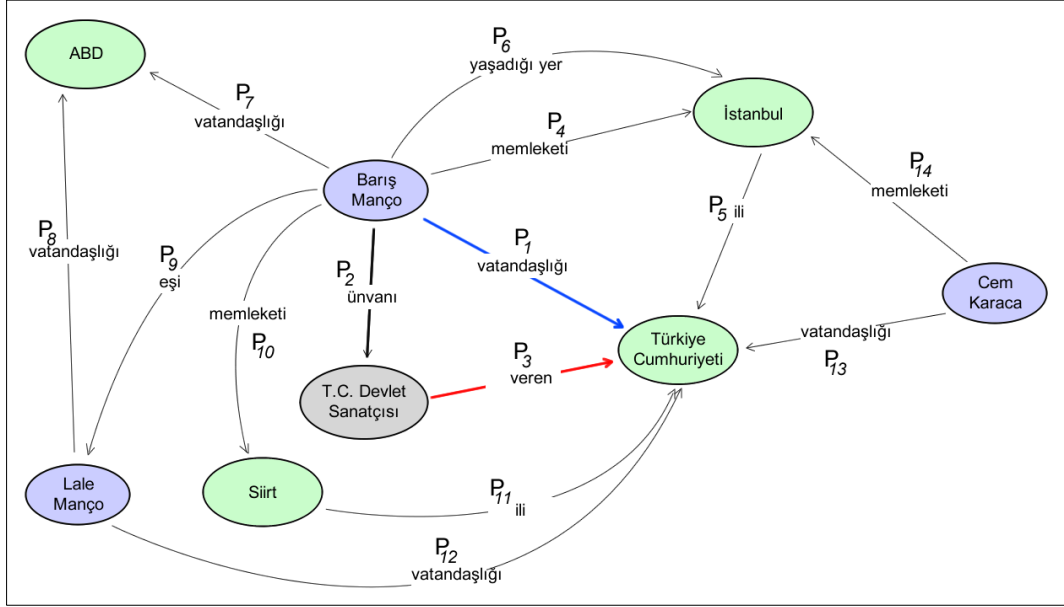 ABD
P6
yaşadığı yer
İstanbul
P7
vatandaşlığı
P4
memleketi
P14
memleketi
Barış
Manço
P5 ili
P8
vatandaşlığı
P9
eşi
P2
ünvanı
P1
vatandaşlığı
Cem
Karaca
memleketi
P10
Türkiye
Cumhuriyeti
vatandaşlığı
P13
P3
veren
T.C. Devlet
Sanatçısı
Lale
Manço
Siirt
P11
ili
P12
vatandaşlığı